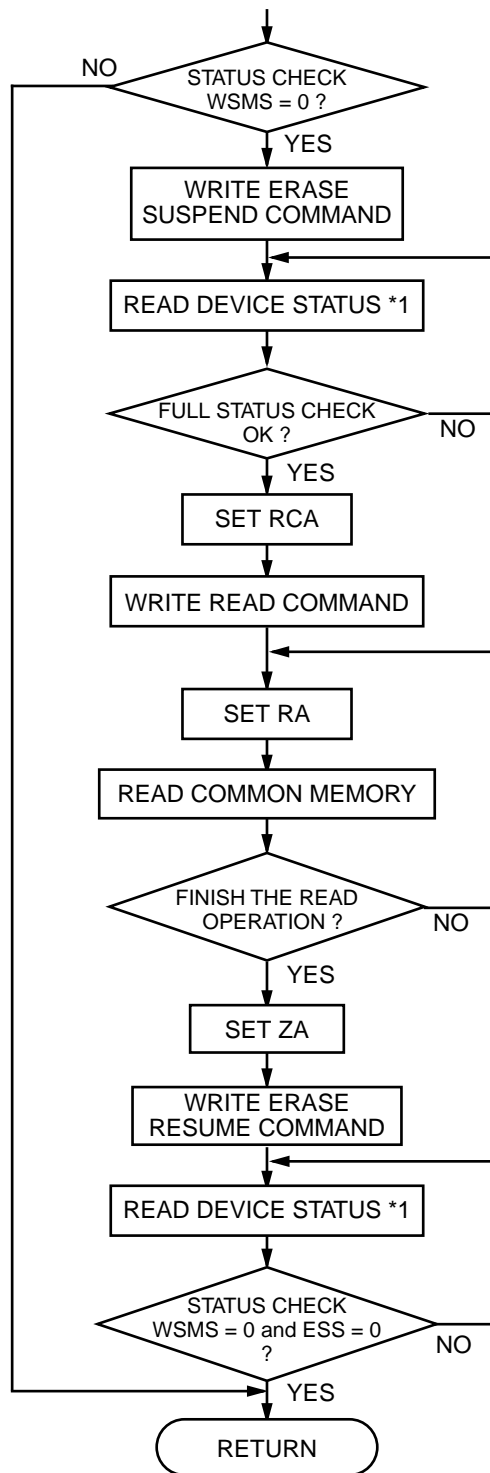 NO
STATUS CHECK
WSMS = 0 ?
YES
WRITE ERASE
SUSPEND COMMAND
READ DEVICE STATUS *1
FULL STATUS CHECK
OK ?
NO
YES
SET RCA
WRITE READ COMMAND
SET RA
READ COMMON MEMORY
FINISH THE READ
OPERATION ?
NO
YES
SET ZA
WRITE ERASE
RESUME COMMAND
READ DEVICE STATUS *1
STATUS CHECK
WSMS = 0 and ESS = 0
?
NO
YES
RETURN